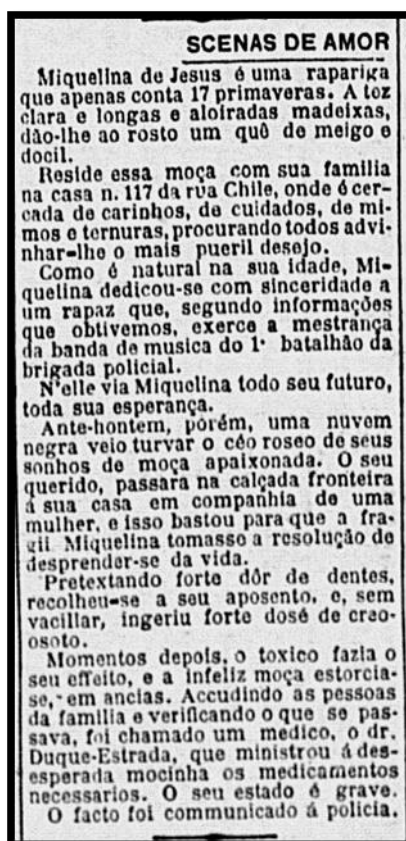 SCENAS DE AMOR
Miquelina de Jesus é uma rapariga
que apenas conta 17 primaveras. A tez
clara e longas e aloiradas madeixas,
dão-lhe ao rosto um quê de meigo e
docil.
Reside essa moça com sua familia
na casa n. 117 da rua Chile, onde é cer-
cada de carinhos, de cuidados, de mi-
mos e ternuras, procurando todos advi-
nhar-lhe o mais pueril desejo.
Como é natural na sua idade, Mi-
quelina dedicou-se com sinceridade a
um rapaz que, segundo informações
que obtivemos, exerce a mestrança
da banda de musica do 1º batalhão da
brigada policial.
N'elle via Miquelina todo seu futuro,
toda sua esperança.
Ante-hontem, porém, uma nuvem
negra veio turvar o céo roseo de seus
sonhos de moça apaixonada. O seu
querido, passara na calçada fronteira
á sua casa em companhia de uma
mulher, e isso bastou para que a fra-
gil Miquelina tomasse a resolução de
desprender-se da vida.
Pretextando forte dôr de dentes,
recolheu-se a seu aposento, e, sem
vacillar, ingeriu forte dosé de creo-
osoto.
Momentos depois, o toxico fazia o
seu effeito, e a infeliz moça estorcia-
se, em ancias. Accudindo as pessoas
da familia e verificando o que se pas-
sava, foi chamado um medico, o dr.
Duque-Estrada, que ministrou á des-
esperada mocinha os medicamentos
necessarios. O seu estado é grave.
O facto foi communicado á policia.